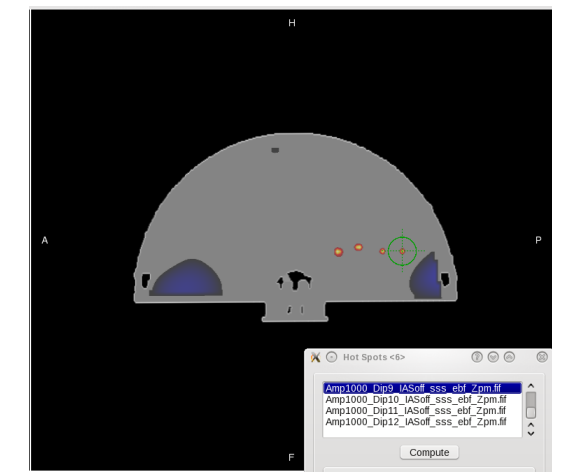 H
A
P
Hot Spots <6>
Amp1000_Dip9_IASoff_sss_ebf_Zpm.fif
Amp1000_Dip10_IASoff_sss_ebf_Zpm.fif
Amp1000_Dip11_IASoff_sss_ebf_Zpm.fif
Amp1000_Dip12_IASoff_sss_ebf_Zpm.fif
Compute
F